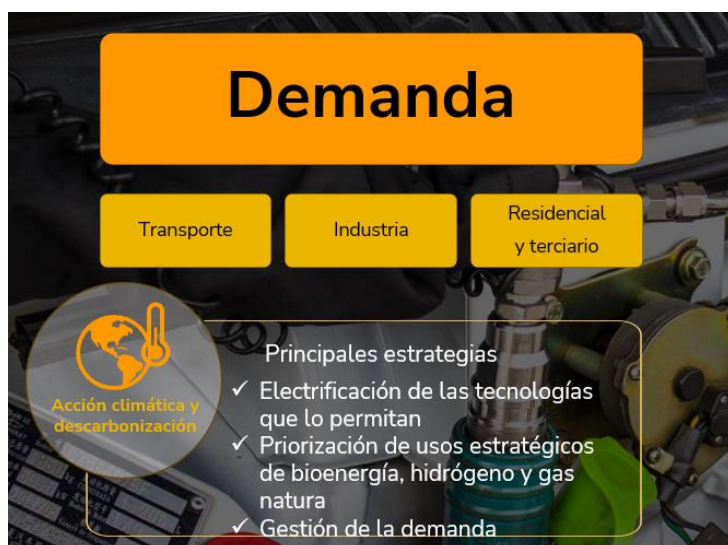 Demanda
Transporte
Industria
Residencial
y terciario
Acción climática y
descarbonización
Principales estrategias
✓ Electrificación de las tecnologías
que lo permitan
✓ Priorización de usos estratégicos
de bioenergía, hidrógeno y gas
natura
✓ Gestión de la demanda